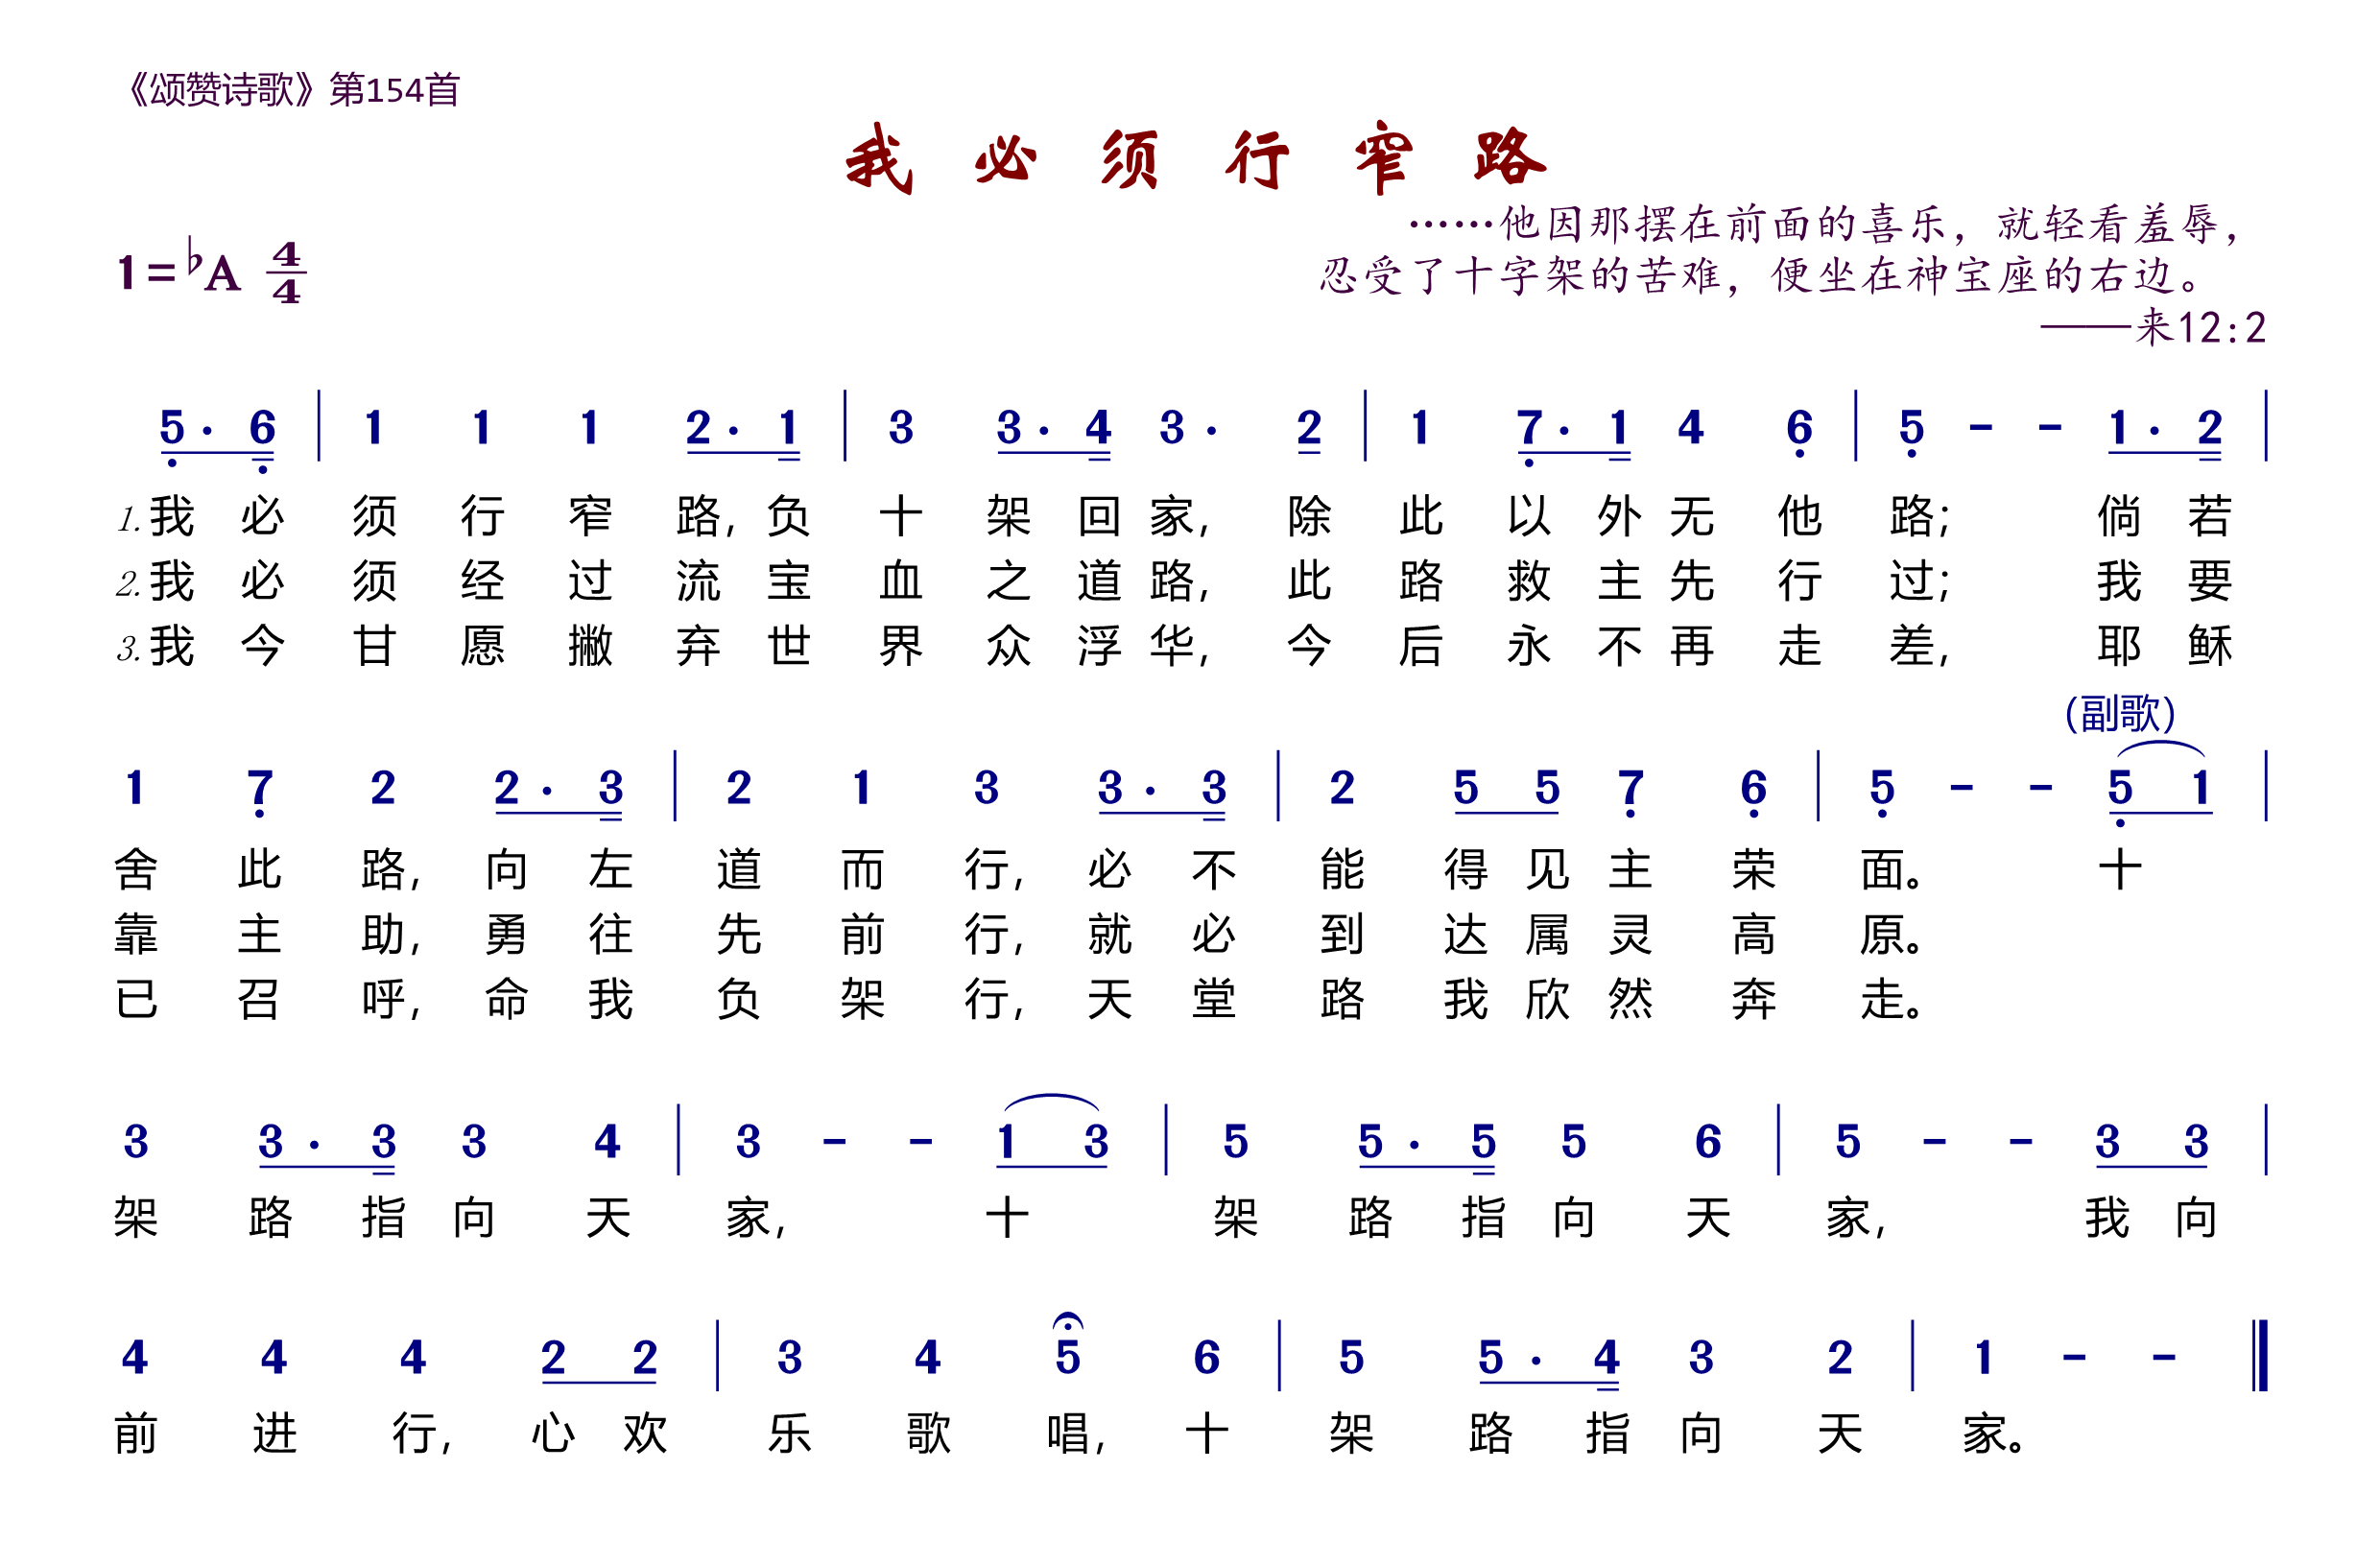 《颂赞诗歌》第154首
我必须行窄路
……他因那摆在前面的喜乐，就轻看羞辱，
1=♭A 4/4
忍受了十字架的苦难，便坐在神宝座的右边。
——来12:2
5̣· 6̣ | 1 1 1 2· 1 | 3 3· 4 3· 2 | 1 7̣· 1 4 6̣ | 5̣ - - 1· 2 |
1.我必须行窄路，负十架回家，除此以外无他路；倘若
2.我必须经过流宝血之道路，此路救主先行过；我要
3.我今甘愿撇弃世界众浮华，今后永不再走差，耶稣
(副歌)
1 7̣ 2 2· 3 | 2 1 3 3· 3 | 2 5 5 7̣ 6̣ | 5̣ - - 5̣ 1 |
舍此路，向左道而行，必不能得见主荣面。十
靠主助，勇往先前行，就必到达属灵高原。
已召呼，命我负架行，天堂路我欣然奔走。
3 3· 3 3 4 | 3 - - 1 3 | 5 5· 5 5 6 | 5 - - 3 3 |
架路指向天家，十架路指向天家，我向
4 4 4 2 2 | 3 4 5 6 | 5 5· 4 3 2 | 1 - - ‖
前进行，心欢乐歌唱，十架路指向天家。